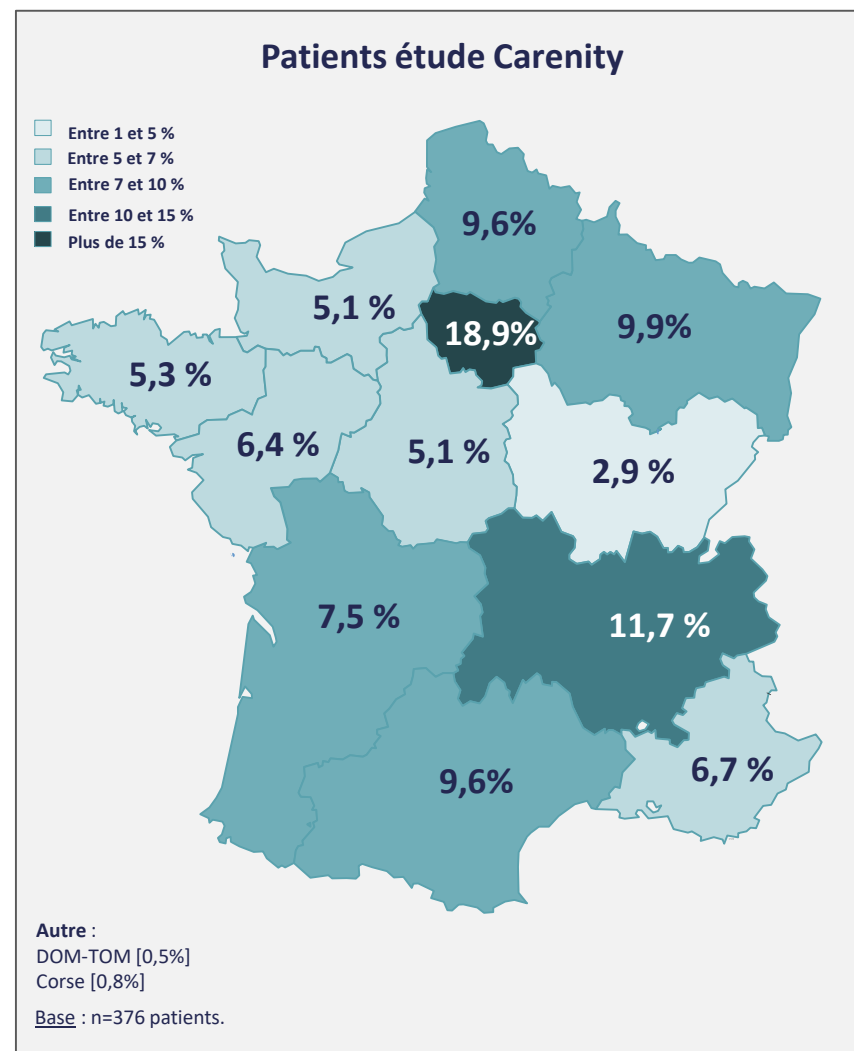 Patients étude Carenity
Entre 1 et 5 %
Entre 5 et 7 %
Entre 7 et 10 %
Entre 10 et 15 %
Plus de 15 %
9,6%
5,1 %
18,9%
9,9%
5,3 %
6,4 %
5,1 %
2,9 %
7,5 %
11,7 %
9,6%
6,7 %
Autre :
DOM-TOM [0,5%]
Corse [0,8%]
Base : n=376 patients.